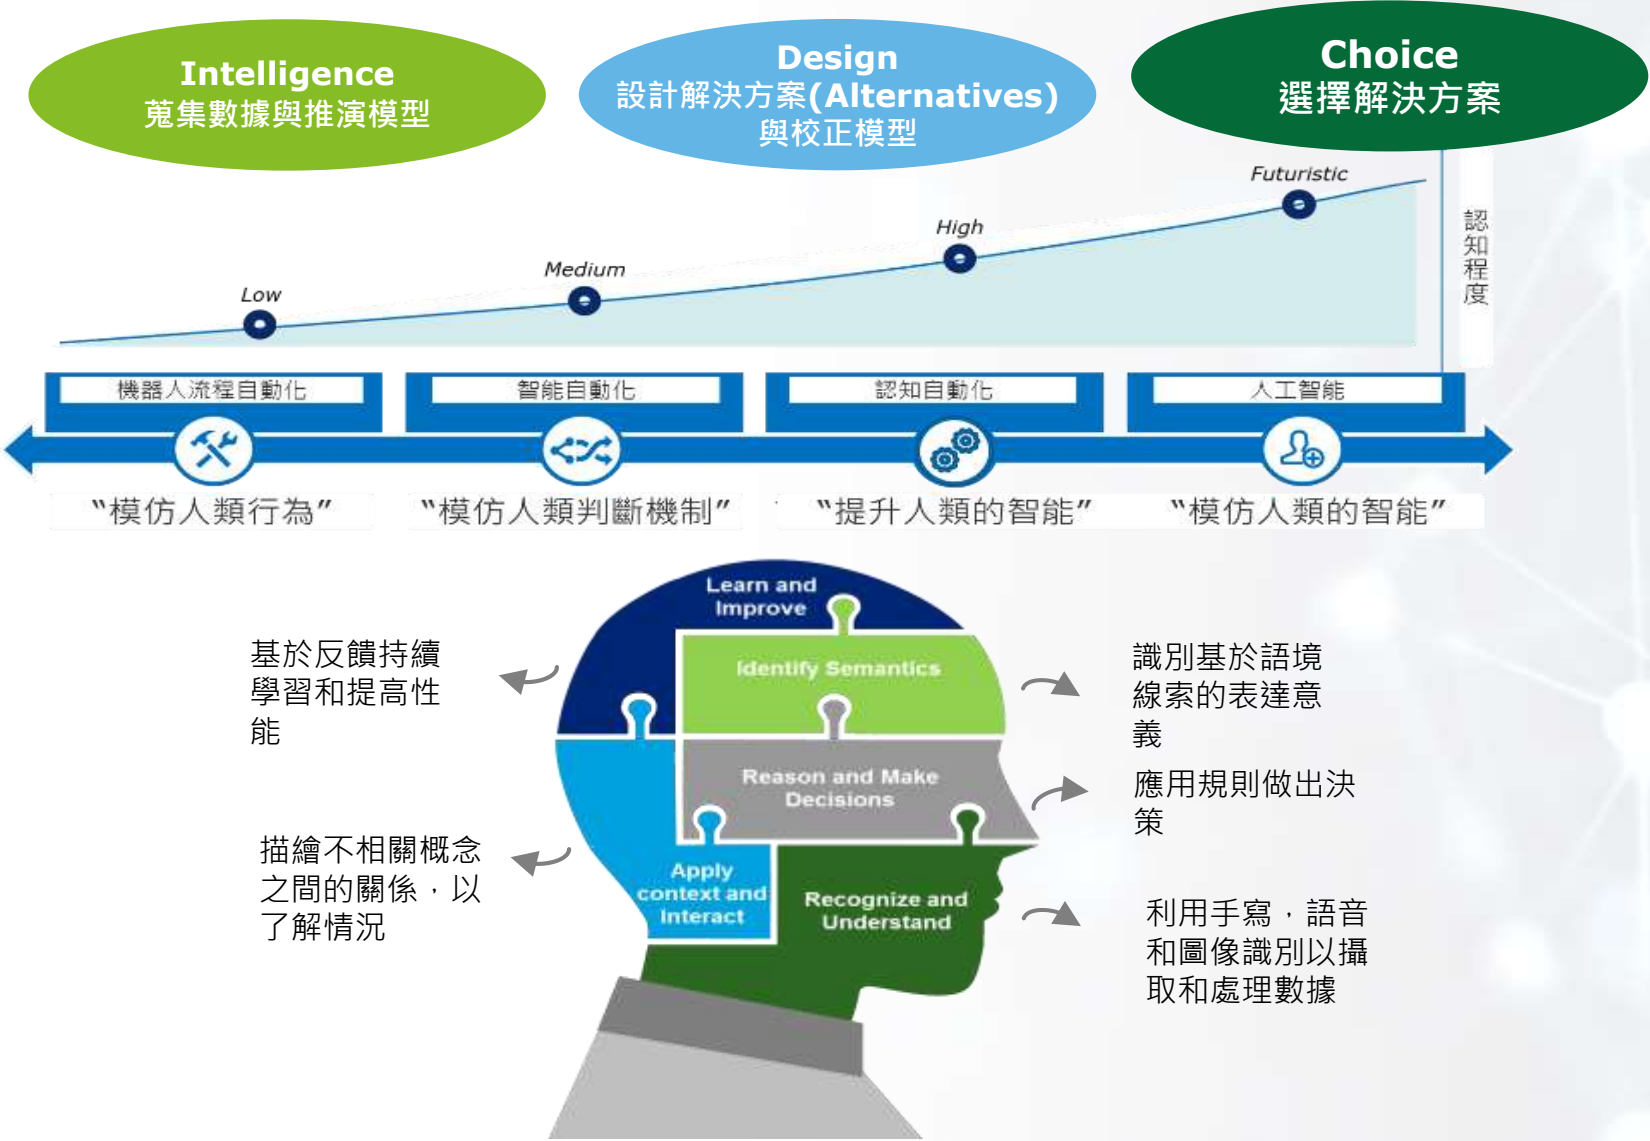 Intelligence
蒐集數據與推演模型
Design
設計解決方案(Alternatives)
與校正模型
Choice
選擇解決方案
Low
Medium
High
Futuristic
認知程度
機器人流程自動化
智能自動化
認知自動化
人工智能
“模仿人類行為”
“模仿人類判斷機制”
“提升人類的智能”
“模仿人類的智能”
Learn and
Improve
Identify Semantics
Reason and Make
Decisions
Apply
context and
Interact
Recognize and
Understand
基於反饋持續
學習和提高性
能
描繪不相關概念
之間的關係，以
了解情況
識別基於語境
線索的表達意
義
應用規則做出決
策
利用手寫，語音
和圖像識別以攝
取和處理數據